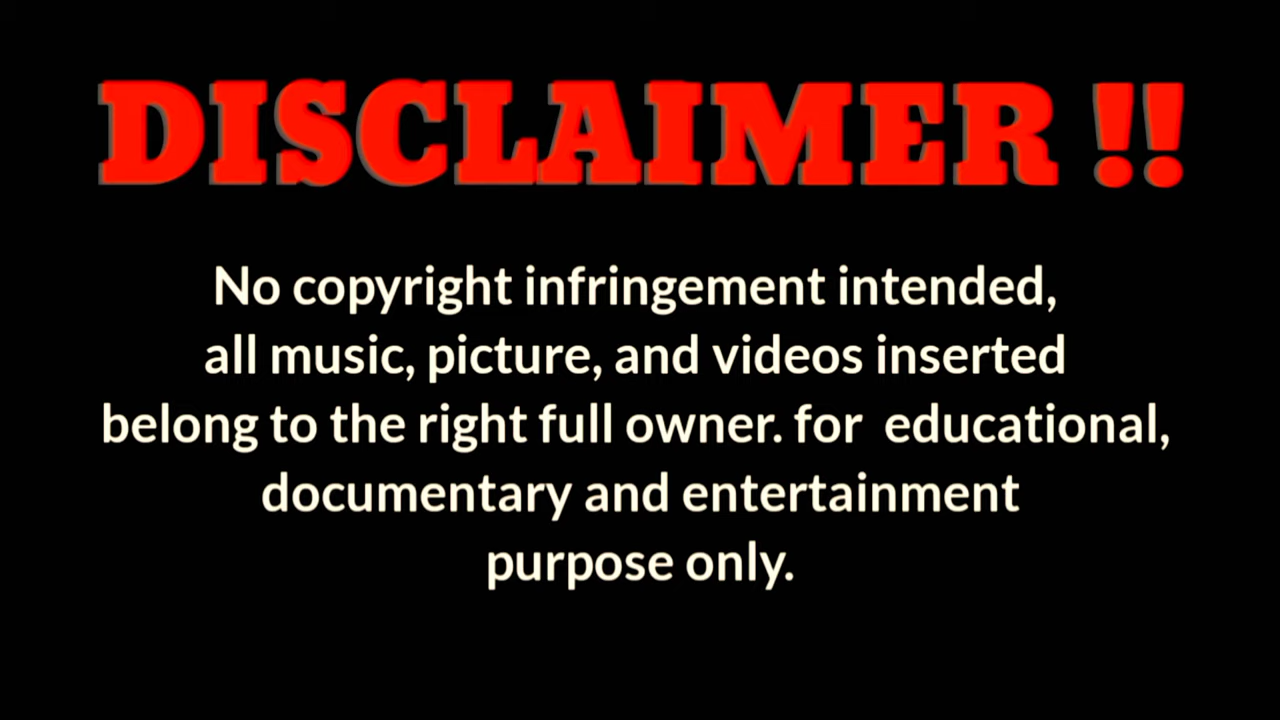 DISCLAIMER !!
No copyright infringement intended,
all music, picture, and videos inserted
belong to the right full owner. for  educational,
documentary and entertainment
purpose only.